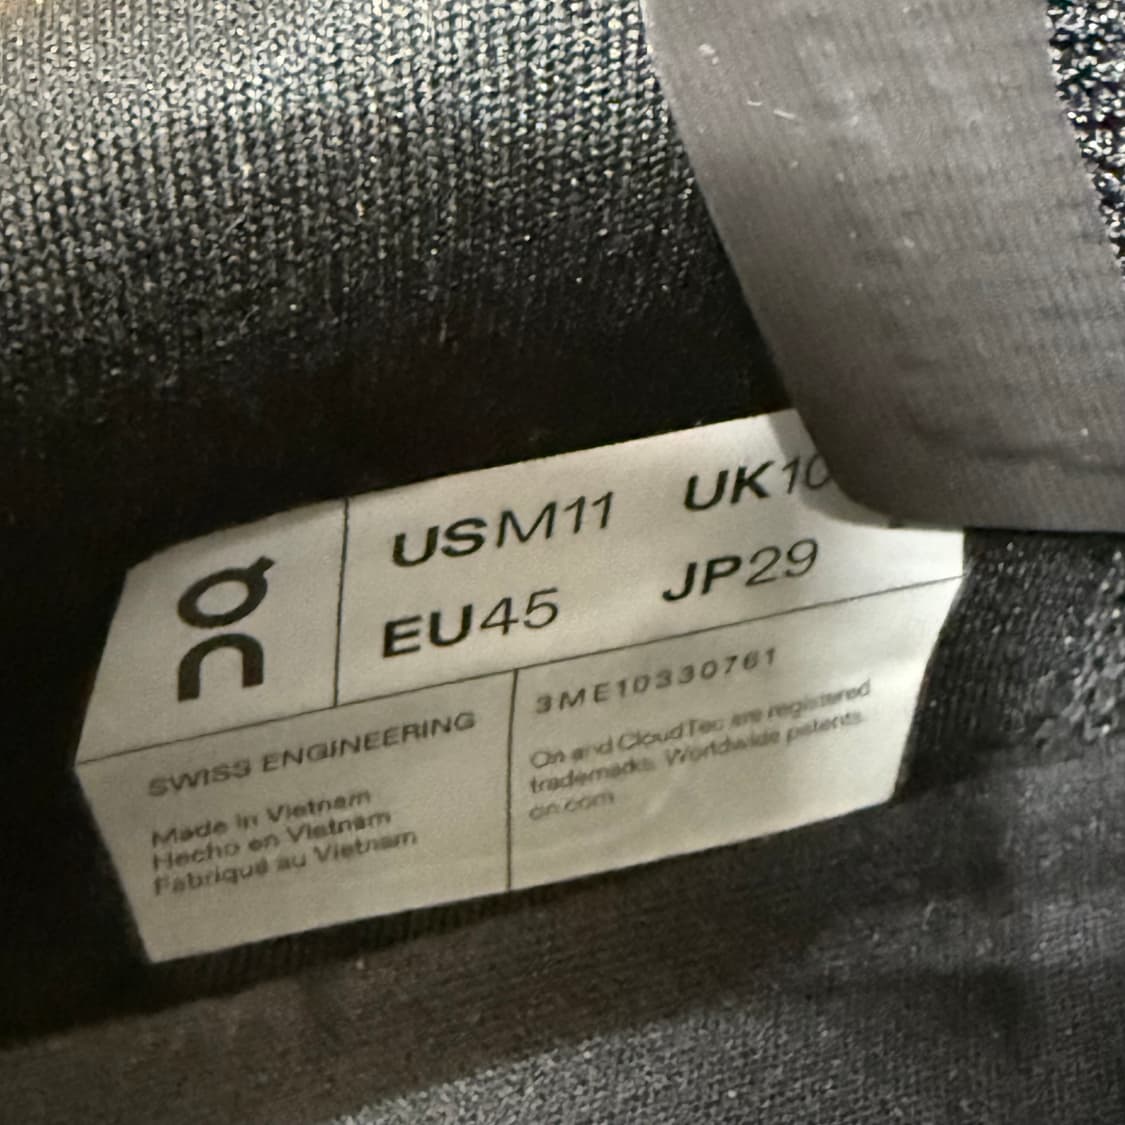 on
USM11 UK10
EU45 JP29
SWISS ENGINEERING
Made in Vietnam
Hecho en Vietnam
Fabriqué au Vietnam
3ME10330761
On and CloudTec are registered
trademarks. Worldwide patents.
on.com